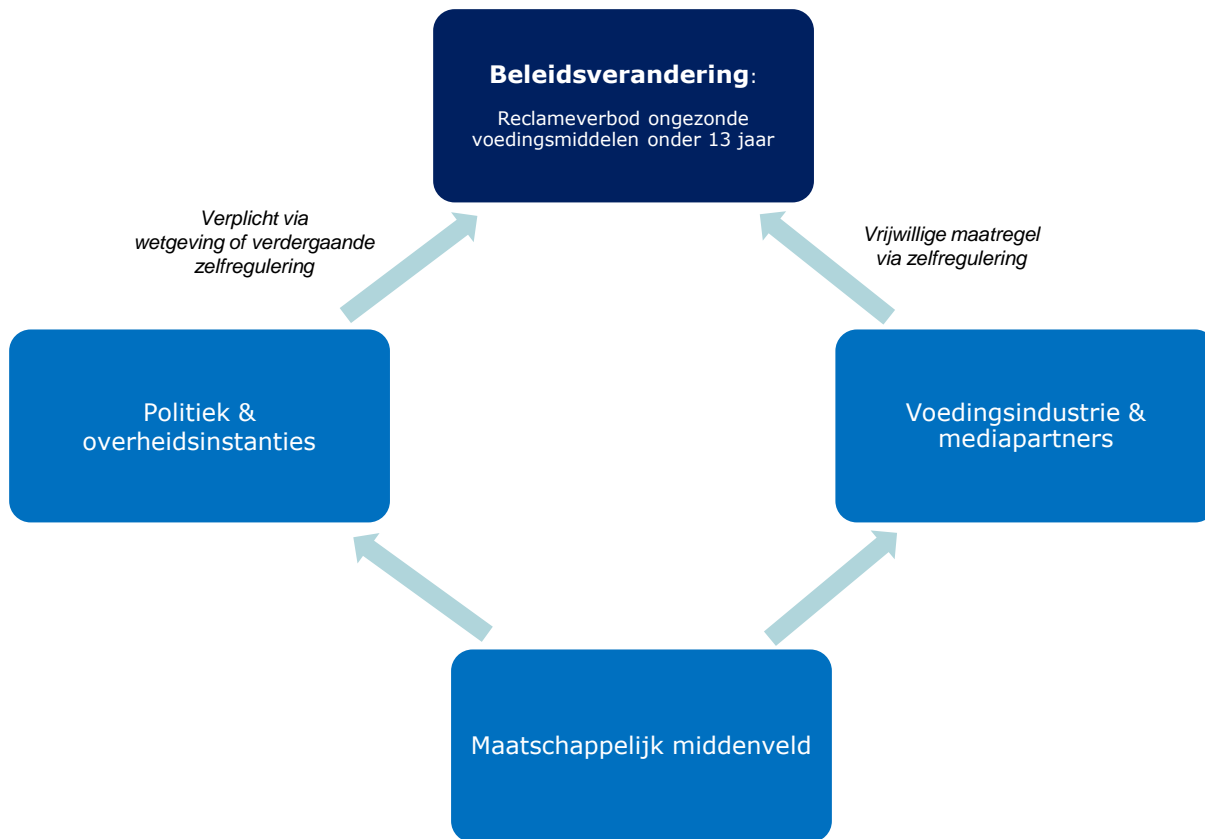 Beleidsverandering:
Reclameverbod ongezonde
voedingsmiddelen onder 13 jaar
Verplicht via
wetgeving of verdergaande
zelfregulering
Vrijwillige maatregel
via zelfregulering
Politiek &
overheidsinstanties
Voedingsindustrie &
mediapartners
Maatschappelijk middenveld